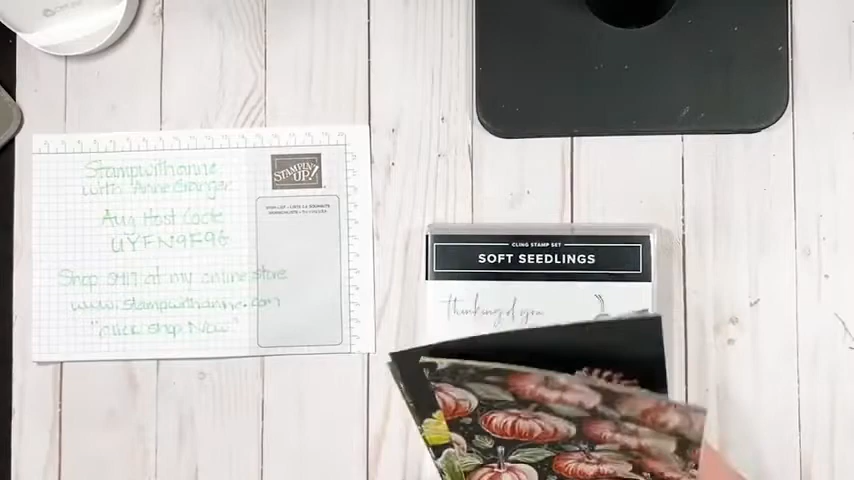 Stampwithanne
with Anne Granger
Aug Host Code
UYFN9F96
Shop 24/7 at my online store
www.stampwithanne.com
"click Shop Now"
STAMPIN' UP!
CLING STAMP SET
SOFT SEEDLINGS
thinking of you